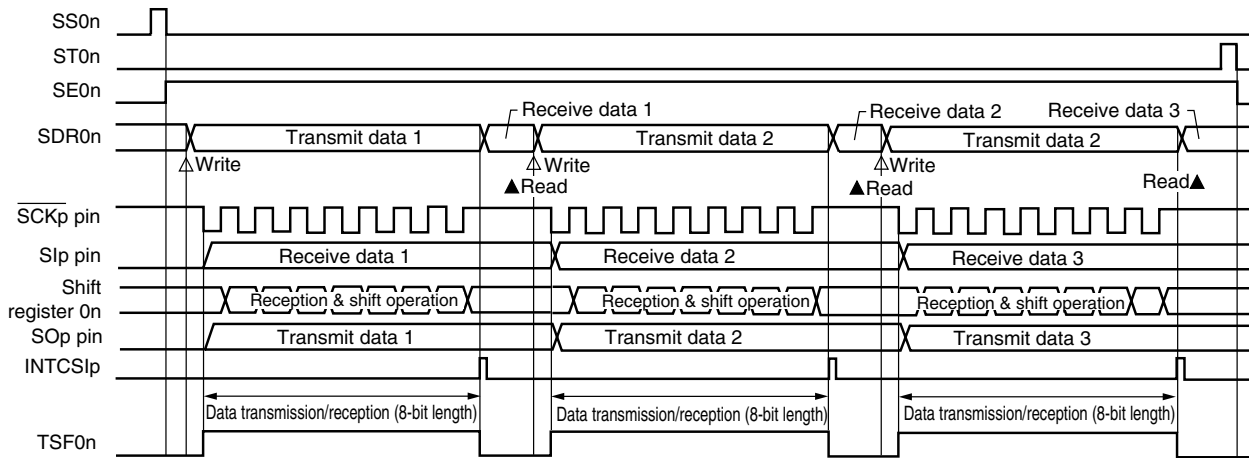 SS0n
ST0n
SE0n
Receive data 1
Receive data 2
Receive data 3
SDR0n
Transmit data 1
Transmit data 2
Transmit data 2
△Write
△Write
△Write
▲Read
▲Read
Read▲
SCKp pin
SIp pin
Receive data 1
Receive data 2
Receive data 3
Shift
register 0n
Reception & shift operation
Reception & shift operation
Reception & shift operation
SOp pin
Transmit data 1
Transmit data 2
Transmit data 3
INTCSIp
Data transmission/reception (8-bit length)
Data transmission/reception (8-bit length)
Data transmission/reception (8-bit length)
TSF0n